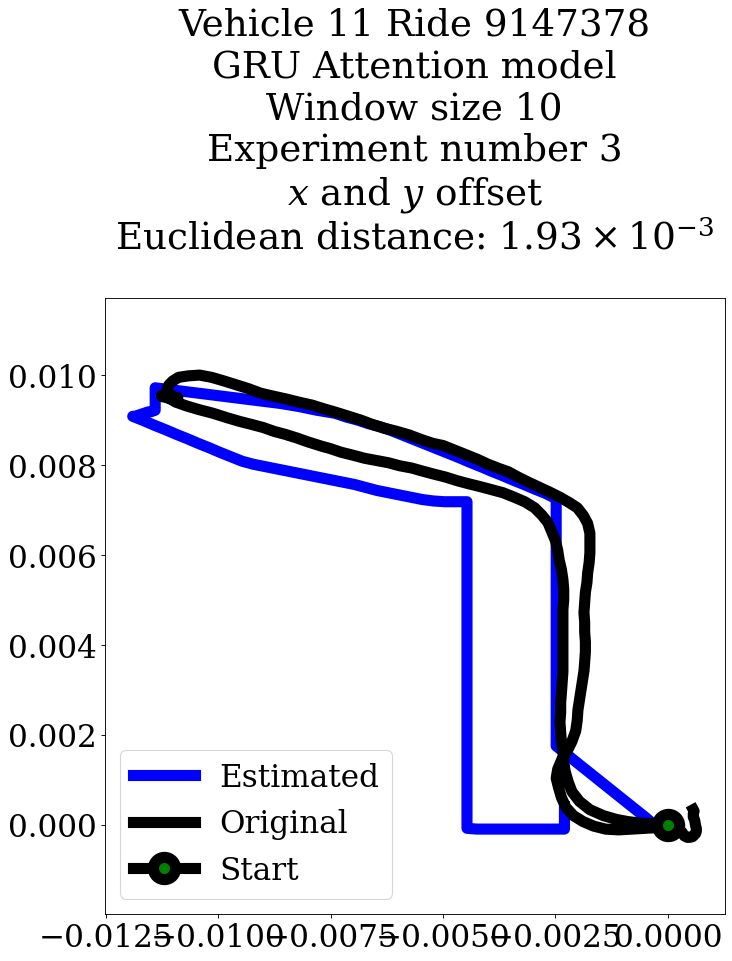 Vehicle 11 Ride 9147378
GRU Attention model
Window size 10
Experiment number 3
x and y offset
Euclidean distance: 1.93 × 10⁻³
0.010
0.008
0.006
0.004
0.002
0.000
Estimated
Original
Start
−0.0125 −0.0100 −0.0075 −0.0050 −0.0025 0.0000